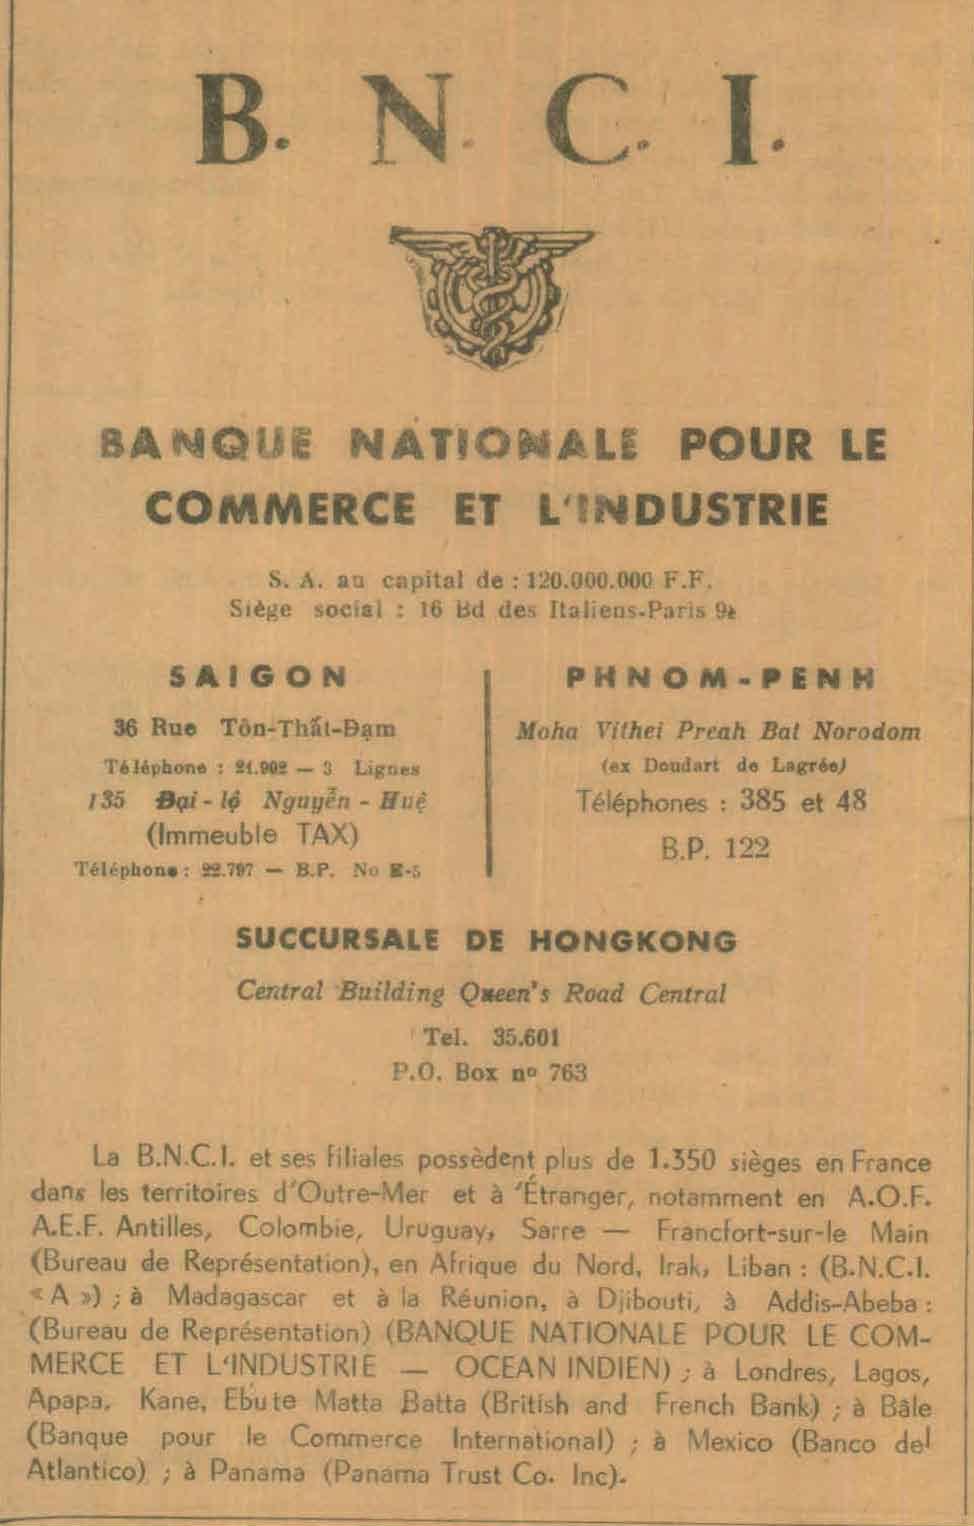 B. N. C. I.
BANQUE NATIONALE POUR LE
COMMERCE ET L'INDUSTRIE
S. A. au capital de : 120.000.000 F.F.
Siège social : 16 Bd des Italiens-Paris 9e
SAIGON
36 Rue Tôn-Thất-Đạm
Téléphone : 21.902 — 3 Lignes
135 Đại-lộ Nguyễn-Huệ
(Immeuble TAX)
Téléphone : 22.797 — B.P. No E-5
PHNOM-PENH
Moha Vithei Preah Bat Norodom
(ex Doudart de Lagrée)
Téléphones : 385 et 48
B.P. 122
SUCCURSALE DE HONGKONG
Central Building Queen's Road Central
Tel. 35.601
P.O. Box nº 763
La B.N.C.I. et ses filiales possèdent plus de 1.350 sièges en France
dans les territoires d'Outre-Mer et à 'Étranger, notamment en A.O.F.
A.E.F. Antilles, Colombie, Uruguay, Sarre — Francfort-sur-le Main
(Bureau de Représentation), en Afrique du Nord, Irak, Liban : (B.N.C.I.
« A ») ; à Madagascar et à la Réunion, à Djibouti, à Addis-Abeba :
(Bureau de Représentation) (BANQUE NATIONALE POUR LE COM-
MERCE ET L'INDUSTRIE — OCEAN INDIEN) ; à Londres, Lagos,
Apapa, Kane, Ebute Matta Batta (British and French Bank) ; à Bâle
(Banque pour le Commerce International) ; à Mexico (Banco del
Atlantico) ; à Panama (Panama Trust Co. Inc).